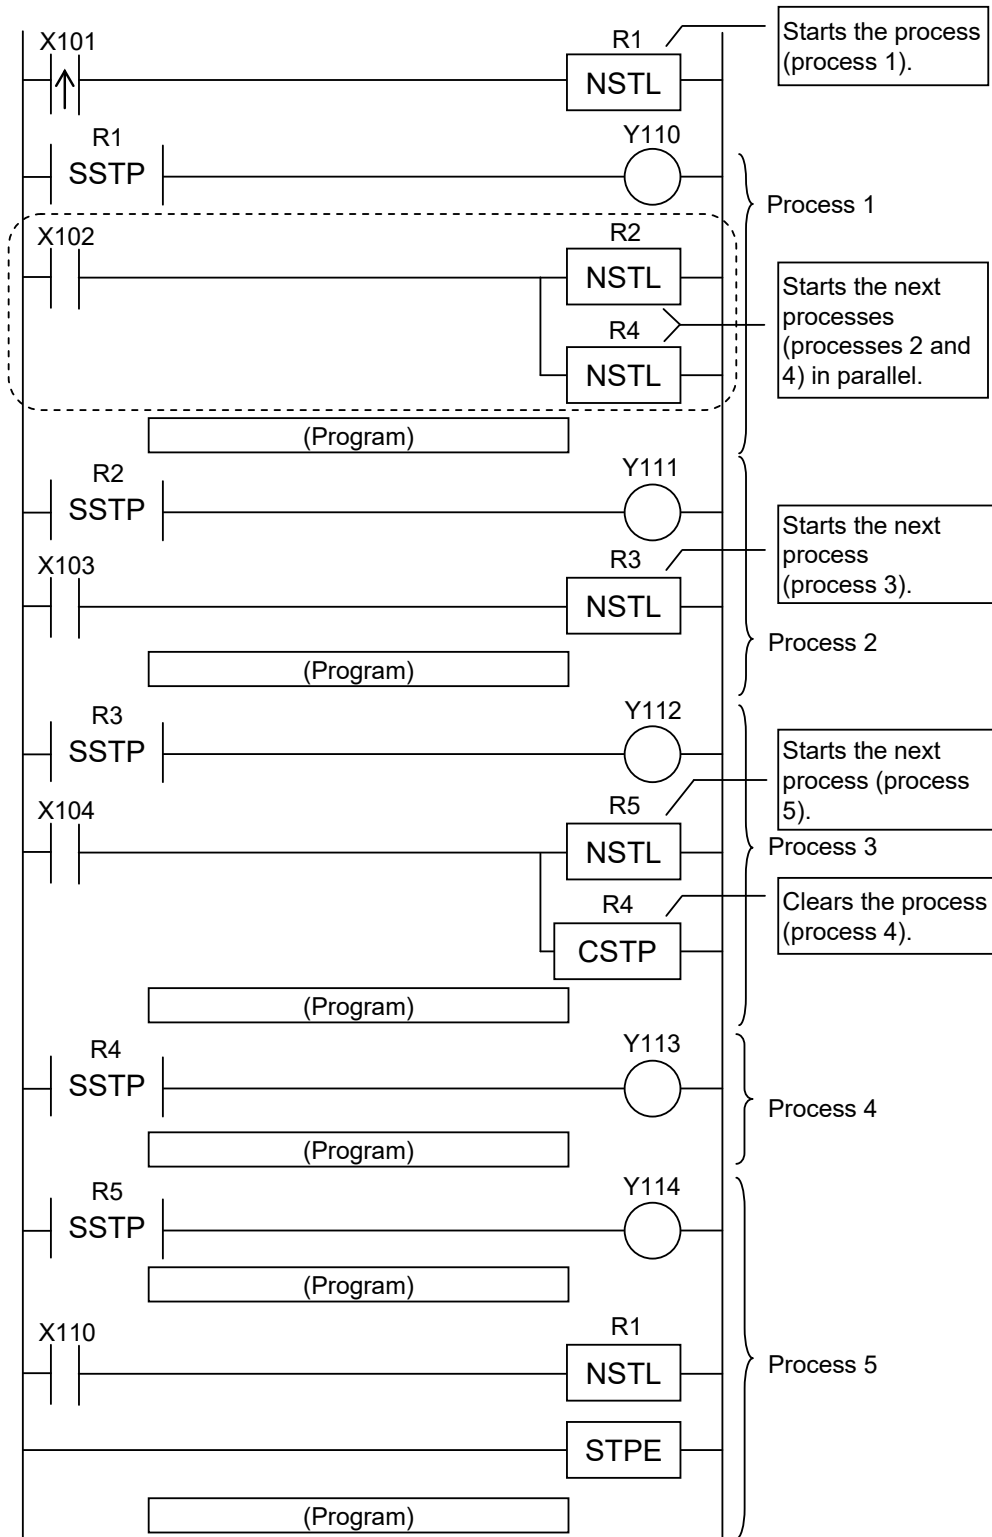 X101
R1
NSTL
Starts the process
(process 1).
R1
SSTP
Y110
Process 1
X102
R2
NSTL
R4
NSTL
Starts the next
processes
(processes 2 and
4) in parallel.
(Program)
R2
SSTP
Y111
X103
R3
NSTL
Starts the next
process
(process 3).
Process 2
(Program)
R3
SSTP
Y112
X104
R5
NSTL
Starts the next
process (process
5).
Process 3
R4
CSTP
Clears the process
(process 4).
(Program)
R4
SSTP
Y113
Process 4
(Program)
R5
SSTP
Y114
(Program)
X110
R1
NSTL
Process 5
STPE
(Program)